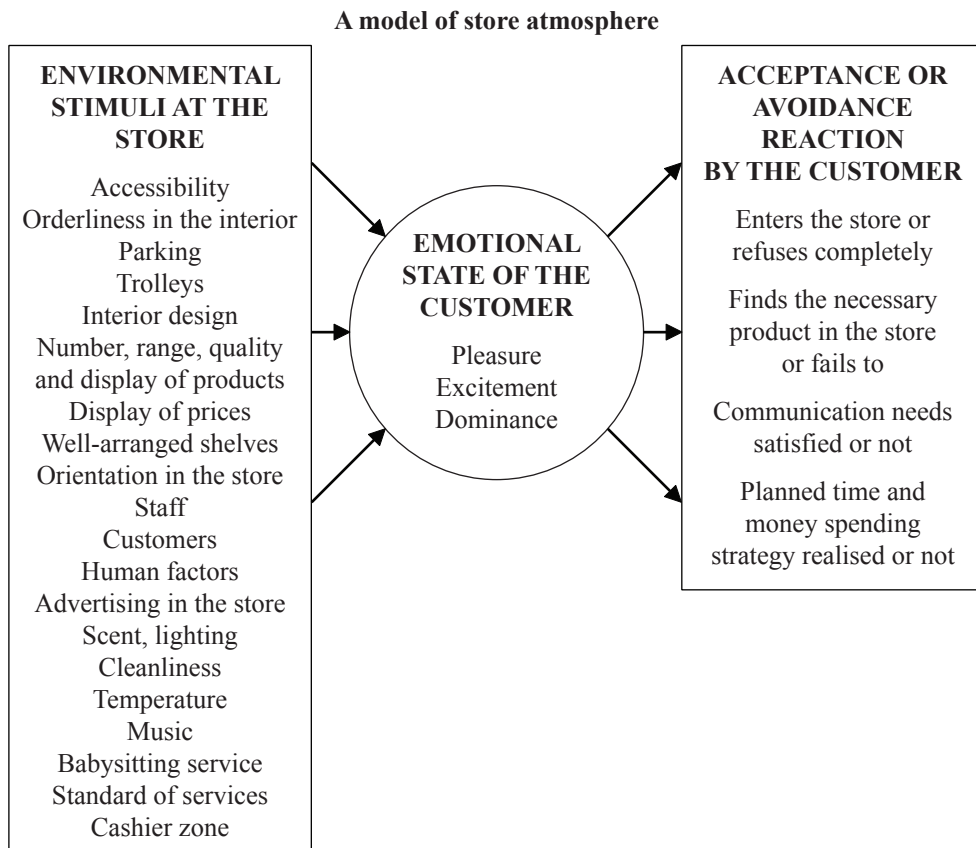 A model of store atmosphere
ENVIRONMENTAL
STIMULI AT THE
STORE
Accessibility
Orderliness in the interior
Parking
Trolleys
Interior design
Number, range, quality
and display of products
Display of prices
Well-arranged shelves
Orientation in the store
Staff
Customers
Human factors
Advertising in the store
Scent, lighting
Cleanliness
Temperature
Music
Babysitting service
Standard of services
Cashier zone
EMOTIONAL
STATE OF THE
CUSTOMER
Pleasure
Excitement
Dominance
ACCEPTANCE OR
AVOIDANCE
REACTION
BY THE CUSTOMER
Enters the store or
refuses completely
Finds the necessary
product in the store
or fails to
Communication needs
satisfied or not
Planned time and
money spending
strategy realised or not